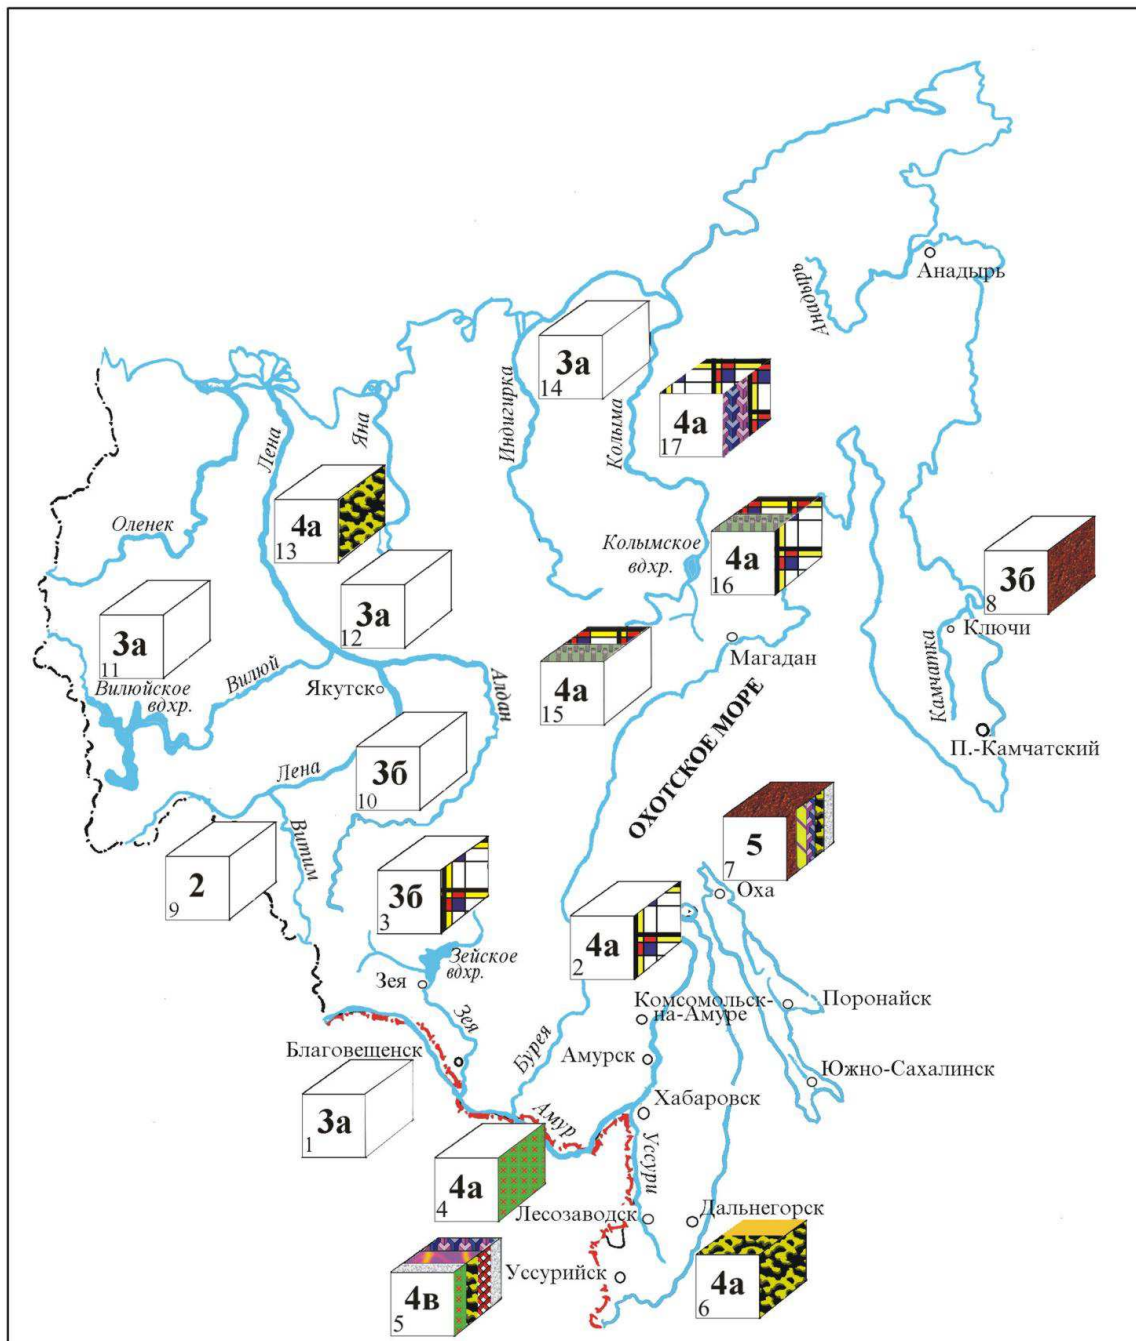 Анадырь
Анадырь
3а
14
Индигирка
Колыма
4а
17
Яна
Лена
Оленек
4а
13
Колымское
вдхр.
4а
16
3б
8
3а
12
3а
11
Ключи
Камчатка
Магадан
4а
15
Вилюй
Вилюйское
вдхр.
Якутск
Алдан
П.-Камчатский
ОХОТСКОЕ МОРЕ
Лена
3б
10
Витим
2
9
5
7
Оха
3б
3
4а
2
Зейское
вдхр.
Зея
Зея
Комсомольск-
на-Амуре
Поронайск
Благовещенск
Бурея
Амурск
Южно-Сахалинск
3а
1
Амур
Хабаровск
Уссури
4а
4
Лесозаводск
Дальнегорск
Уссурийск
4в
5
4а
6